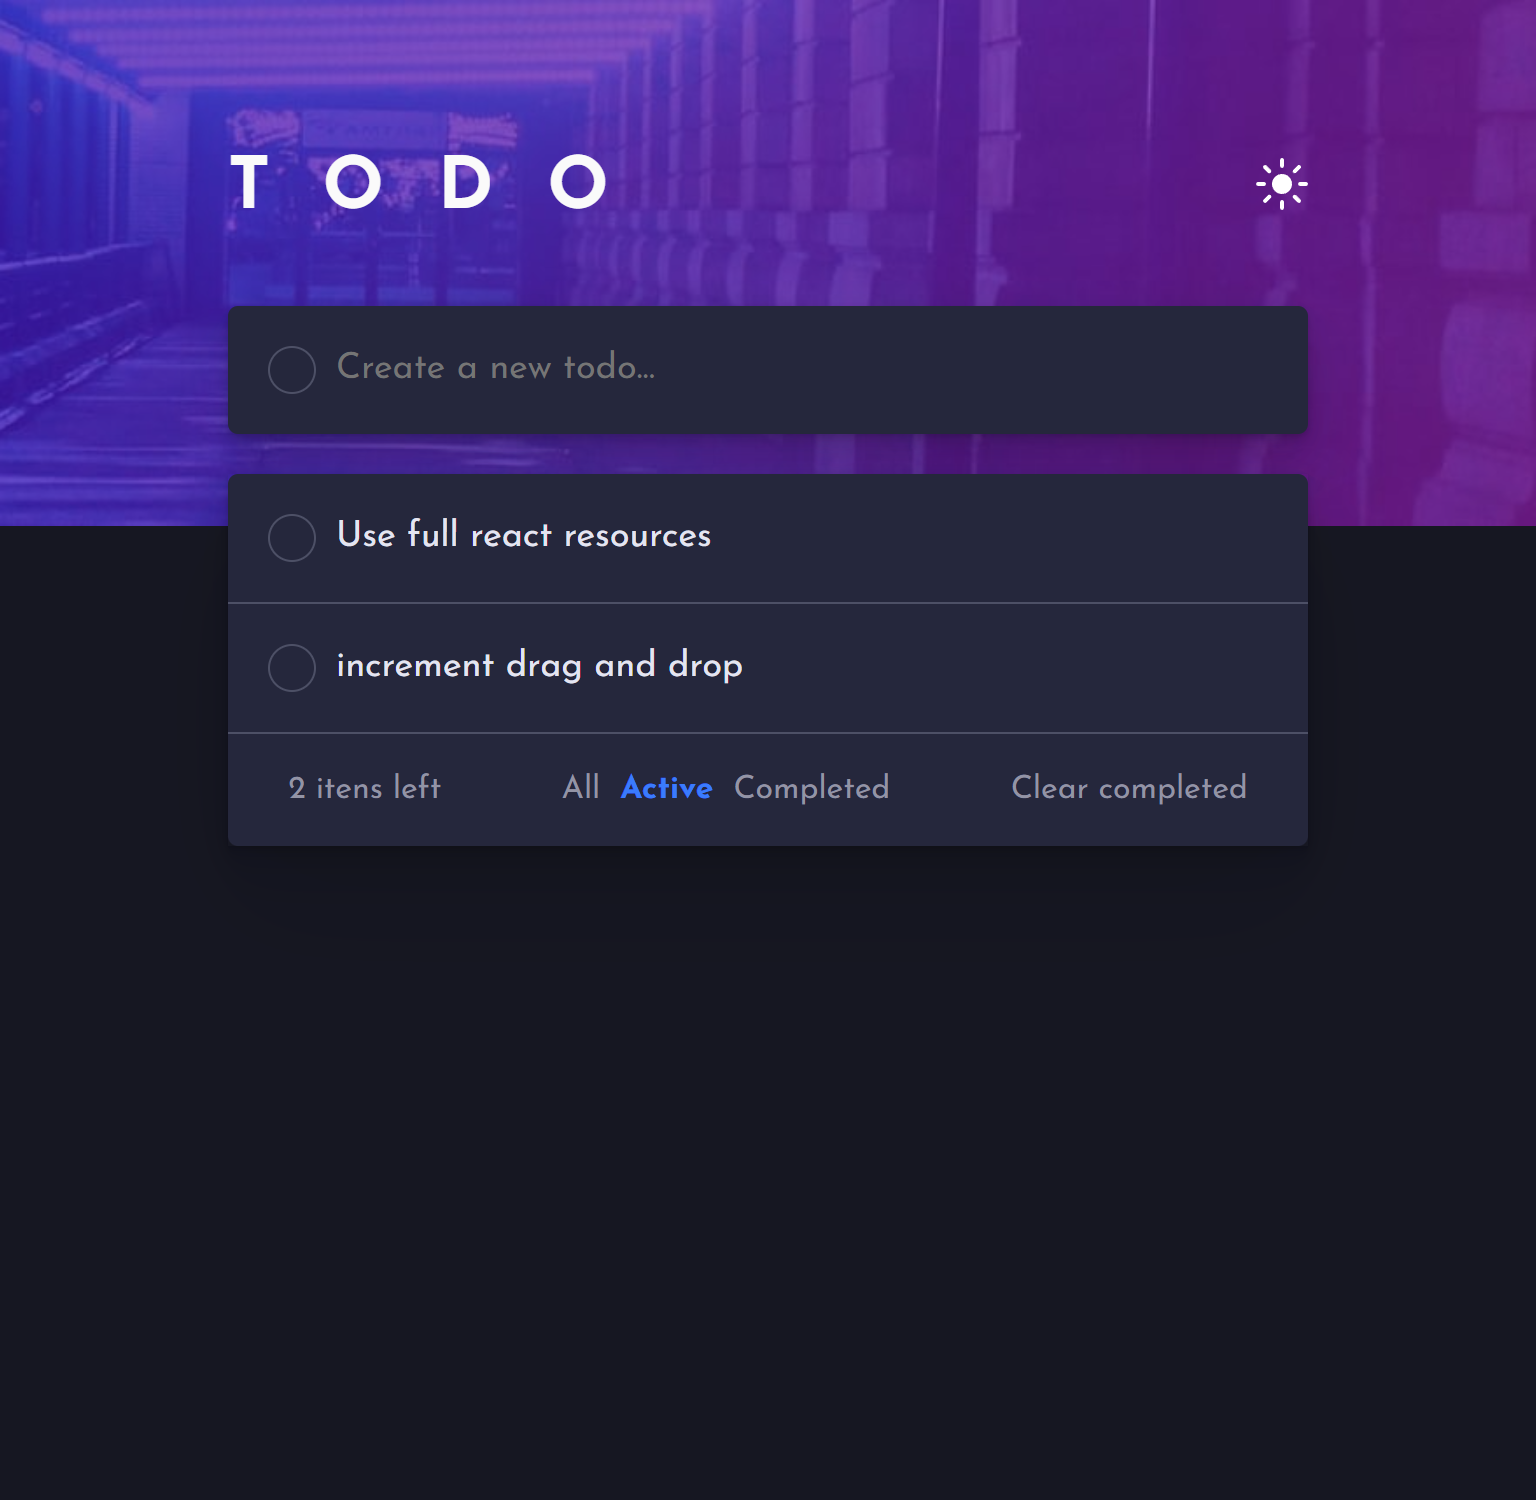 T O D O
Create a new todo...
Use full react resources
increment drag and drop
2 itens left All Active Completed Clear completed